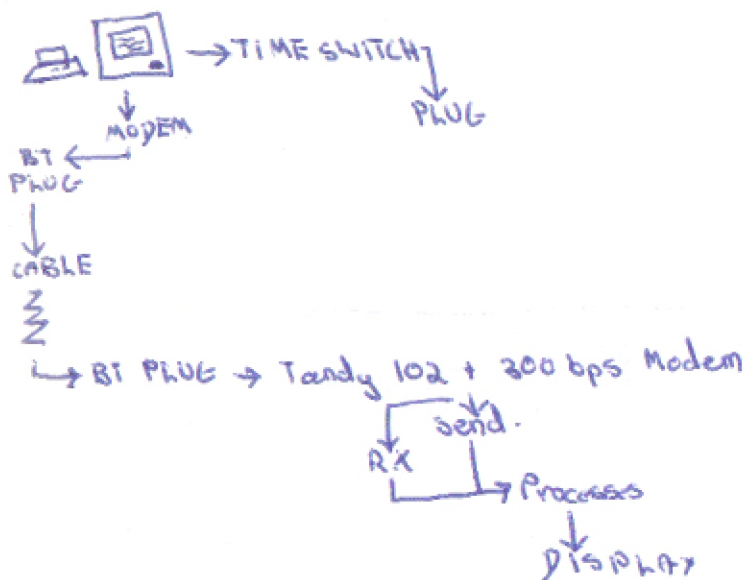 TIME SWITCH
PLUG
MODEM
BT
PLUG
CABLE
BT PLUG Tandy 102 + 300 bps Modem
Send.
RX
Processes
DISPLAY